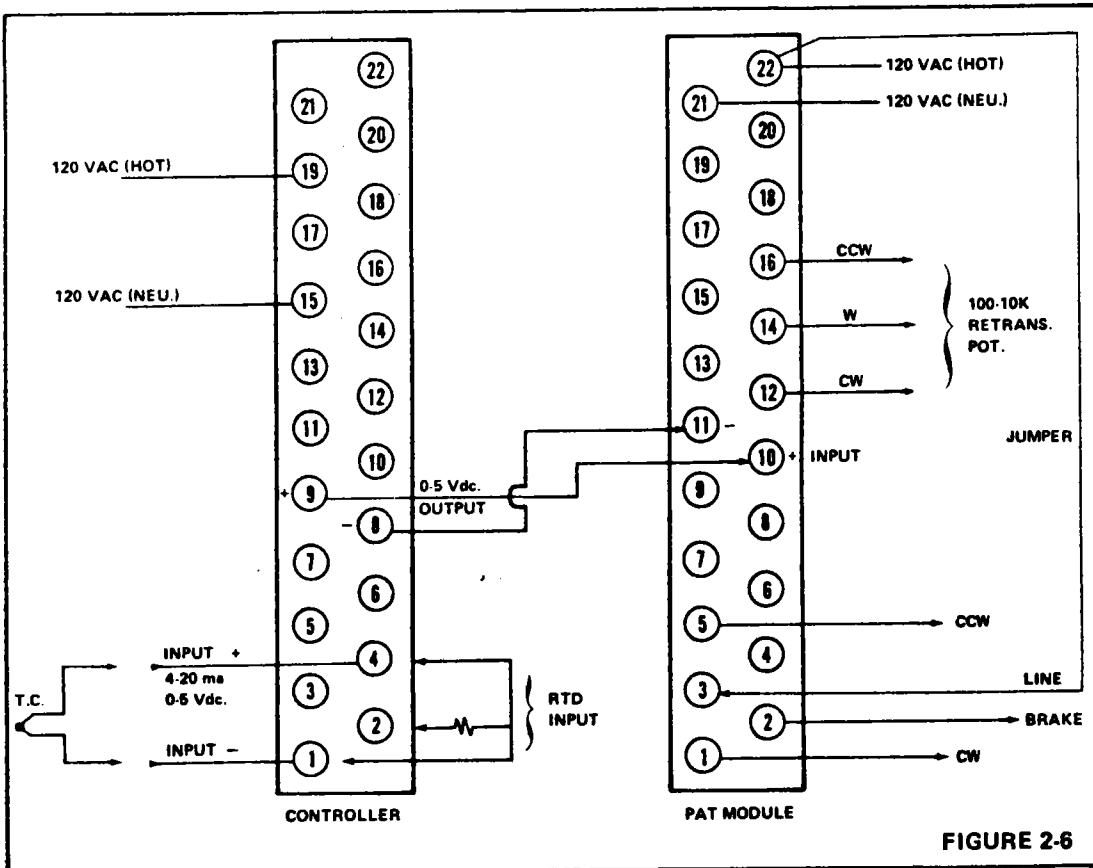 22
21
20
120 VAC (HOT)
19
18
17
16
120 VAC (NEU.)
15
14
13
12
11
10
+ 9
0-5 Vdc.
OUTPUT
− 8
7
6
5
INPUT +
4
4-20 ma
0-5 Vdc.
3
T.C.
RTD
INPUT
2
INPUT −
1
CONTROLLER
22
120 VAC (HOT)
21
120 VAC (NEU.)
20
19
18
17
16
CCW
15
100-10K
RETRANS.
POT.
14
W
13
12
CW
11 −
JUMPER
10 + INPUT
9
8
7
6
5
CCW
4
LINE
3
2
BRAKE
1
CW
PAT MODULE
FIGURE 2-6